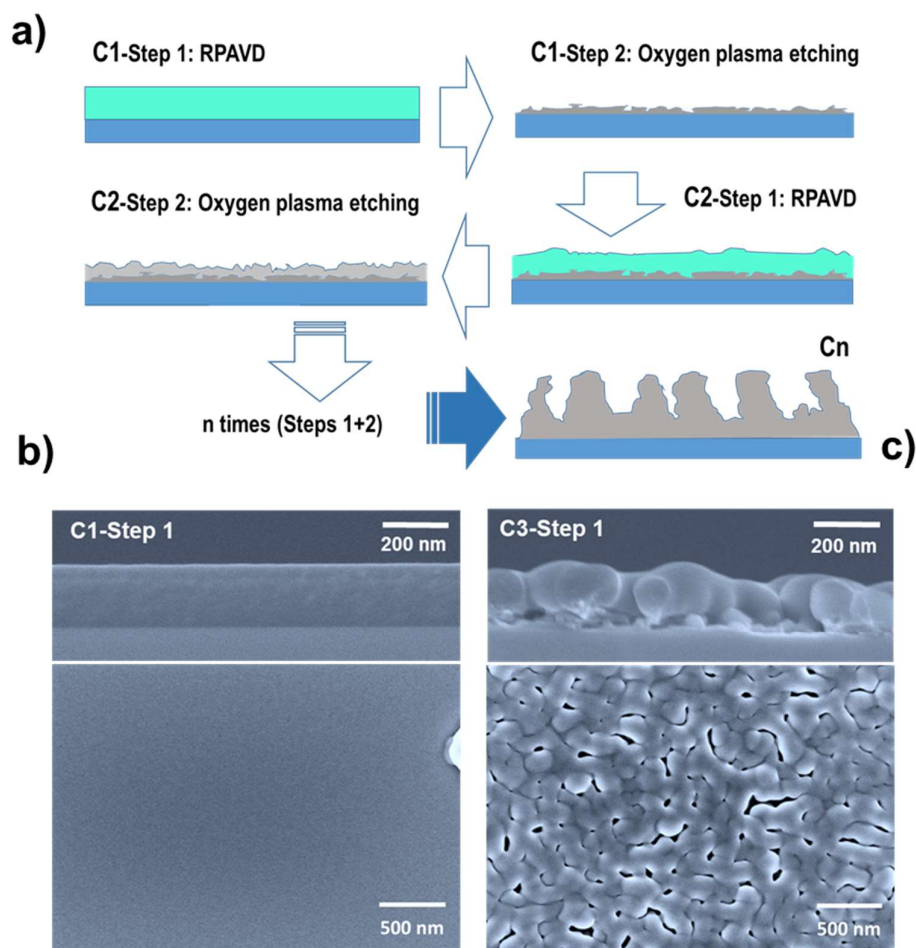 a)
C1-Step 1: RPAVD
C1-Step 2: Oxygen plasma etching
C2-Step 2: Oxygen plasma etching
C2-Step 1: RPAVD
n times (Steps 1+2)
Cn
b)
c)
C1-Step 1
200 nm
C3-Step 1
200 nm
500 nm
500 nm